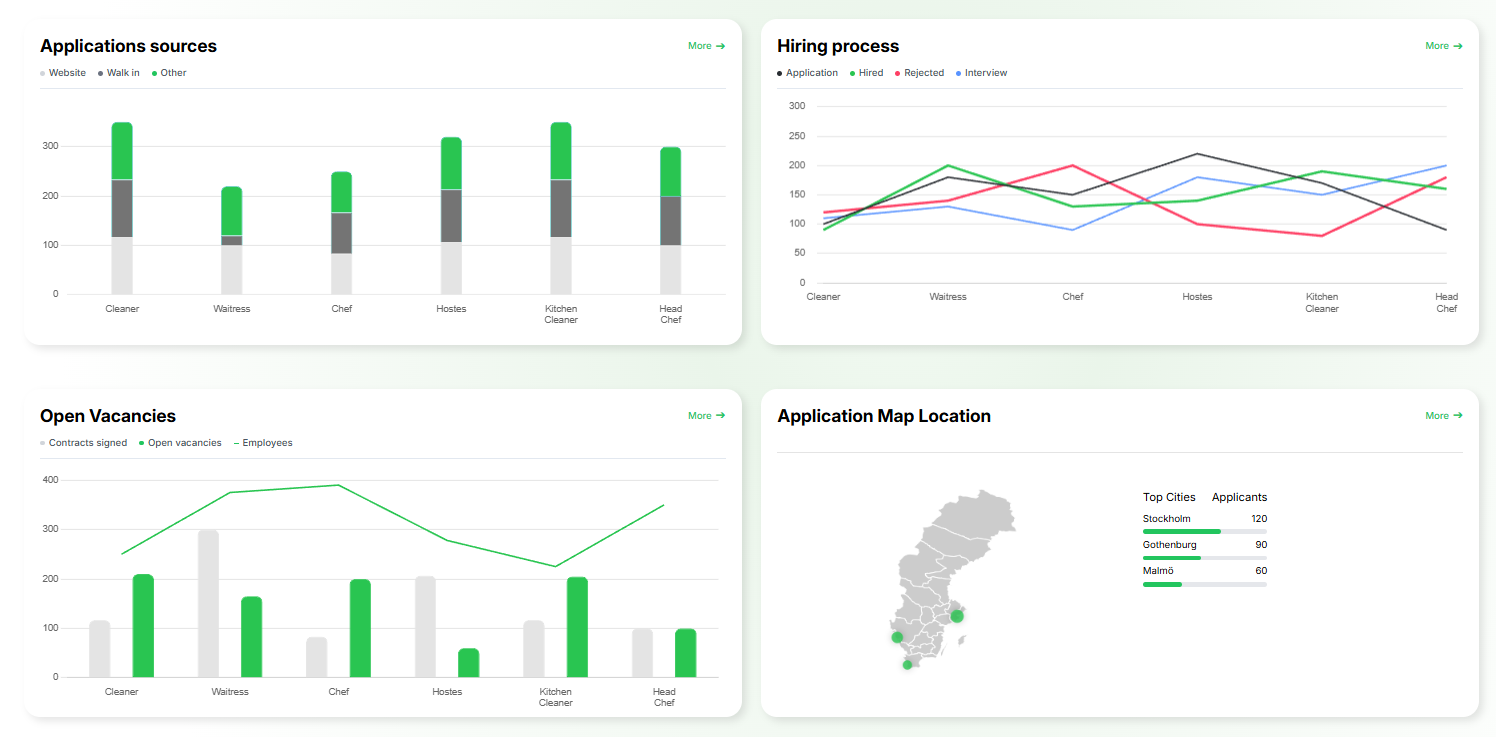 Applications sources
More →
Website Walk in Other
300
200
100
0
Cleaner Waitress Chef Hostes Kitchen Cleaner Head Chef
Hiring process
More →
Application Hired Rejected Interview
300
250
200
150
100
50
0
Cleaner Waitress Chef Hostes Kitchen Cleaner Head Chef
Open Vacancies
More →
Contracts signed Open vacancies Employees
400
300
200
100
0
Cleaner Waitress Chef Hostes Kitchen Cleaner Head Chef
Application Map Location
More →
Top Cities Applicants
Stockholm 120
Gothenburg 90
Malmö 60